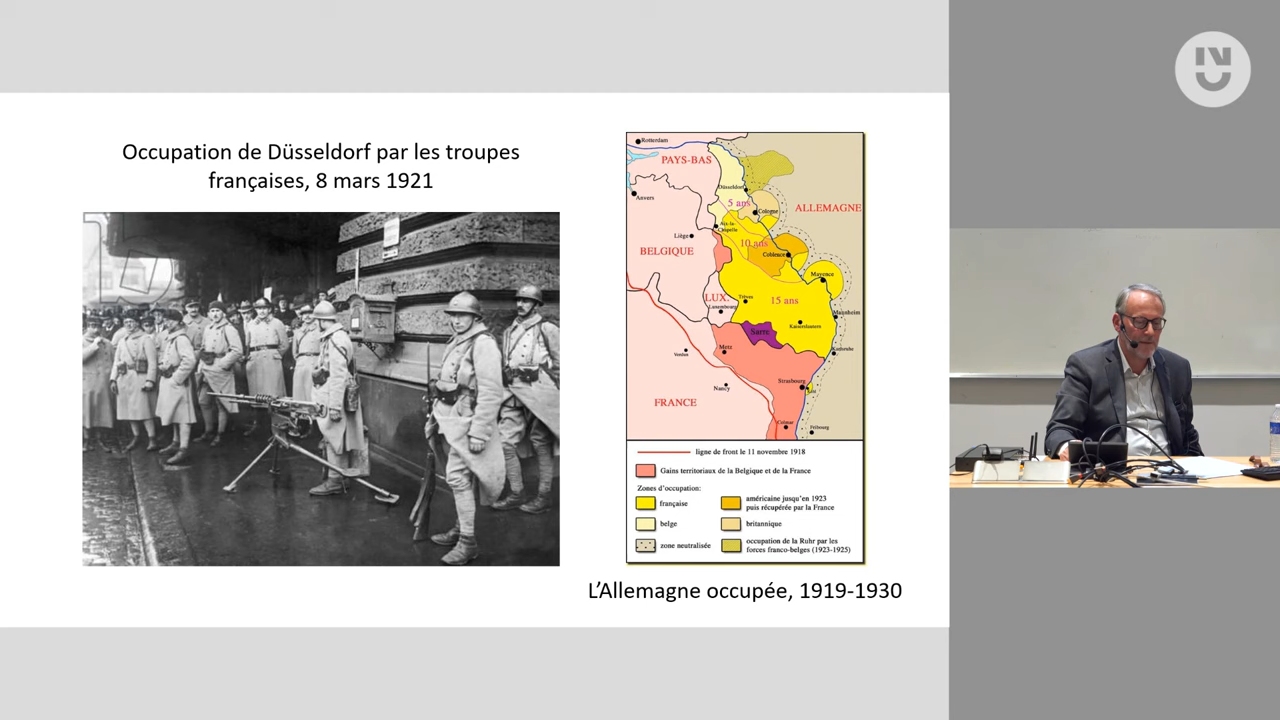 Occupation de Düsseldorf par les troupes
françaises, 8 mars 1921
Rotterdam
PAYS-BAS
Düsseldorf
Anvers
5 ans
Cologne
ALLEMAGNE
Aix-la-
Chapelle
Liège
BELGIQUE
10 ans
Coblence
Mayence
LUX.
Trèves
15 ans
Luxembourg
Mannheim
Kaiserslautern
Sarre
Metz
Karlsruhe
Verdun
Strasbourg
Nancy
FRANCE
Colmar
Fribourg
ligne de front le 11 novembre 1918
Gains territoriaux de la Belgique et de la France
Zones d'occupation:
française
américaine jusqu'en 1923
puis récupérée par la France
belge
britannique
zone neutralisée
occupation de la Ruhr par les
forces franco-belges (1923-1925)
L'Allemagne occupée, 1919-1930